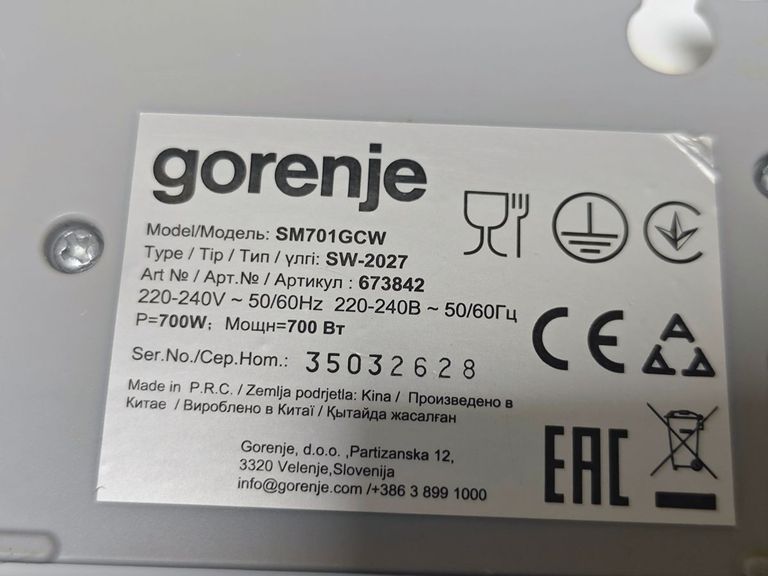 gorenje
Model/Модель: SM701GCW
Type / Tip / Тип / үлгі: SW-2027
Art № / Арт.№ / Артикул : 673842
220-240V ~ 50/60Hz 220-240В ~ 50/60Гц
P=700W; Мощн=700 Вт
Ser.No./Сер.Ном.: 35032628
Made in P.R.C. / Zemlja podrjetla: Kina / Произведено в
Китае / Вироблено в Китаї / Қытайда жасалған
Gorenje, d.o.o. ,Partizanska 12,
3320 Velenje,Slovenija
info@gorenje.com /+386 3 899 1000
CE
EAC